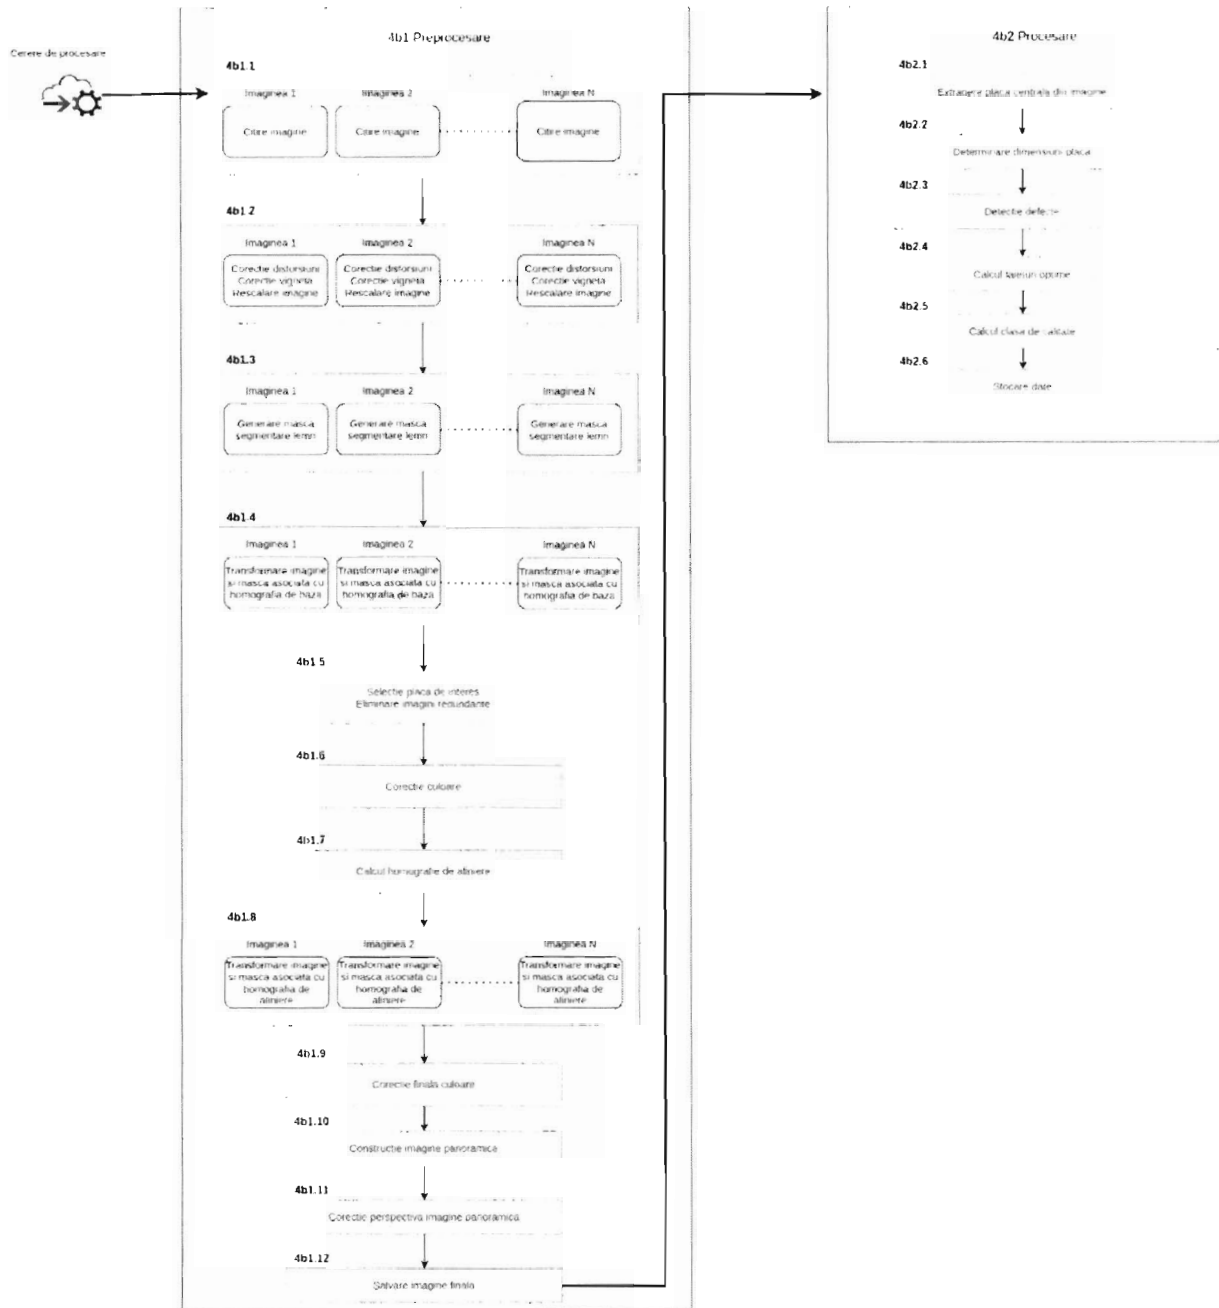 Cerere de procesare
4b1 Preprocesare
4b1.1
Imaginea 1
Imaginea 2
Imaginea N
Citire imagine
Citire imagine
Citire imagine
4b1.2
Imaginea 1
Imaginea 2
Imaginea N
Corectie distorsiuni
Corectie vigneta
Rescalare imagine
Corectie distorsiuni
Corectie vigneta
Rescalare imagine
Corectie distorsiuni
Corectie vigneta
Rescalare imagine
4b1.3
Imaginea 1
Imaginea 2
Imaginea N
Generare masca
segmentare lemn
Generare masca
segmentare lemn
Generare masca
segmentare lemn
4b1.4
Imaginea 1
Imaginea 2
Imaginea N
Transformare imagine
si masca asociata cu
homografia de baza
Transformare imagine
si masca asociata cu
homografia de baza
Transformare imagine
si masca asociata cu
homografia de baza
4b1.5
Selectie placa de interes
Eliminare imagini redundante
4b1.6
Corectie culoare
4b1.7
Calcul homografie de aliniere
4b1.8
Imaginea 1
Imaginea 2
Imaginea N
Transformare imagine
si masca asociata cu
homografia de
aliniere
Transformare imagine
si masca asociata cu
homografia de
aliniere
Transformare imagine
si masca asociata cu
homografia de
aliniere
4b1.9
Corectie finala culoare
4b1.10
Constructie imagine panoramica
4b1.11
Corectie perspectiva imagine panoramica
4b1.12
Salvare imagine finala
4b2 Procesare
4b2.1
Extragere placa centrala din imagine
4b2.2
Determinare dimensiuni placa
4b2.3
Detectie defecte
4b2.4
Calcul taieturi optime
4b2.5
Calcul clasa de calitate
4b2.6
Stocare date